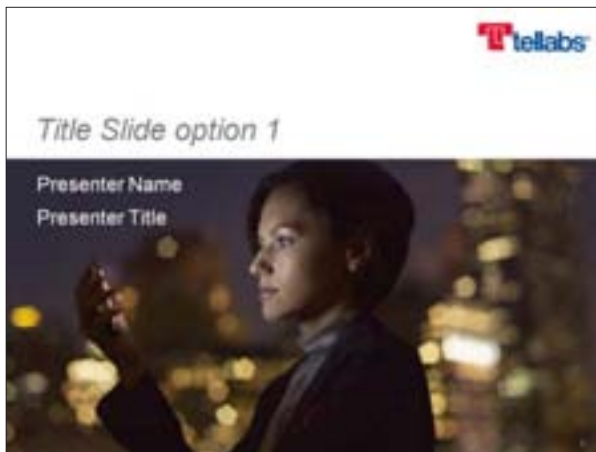 tellabs
Title Slide option 1
Presenter Name
Presenter Title